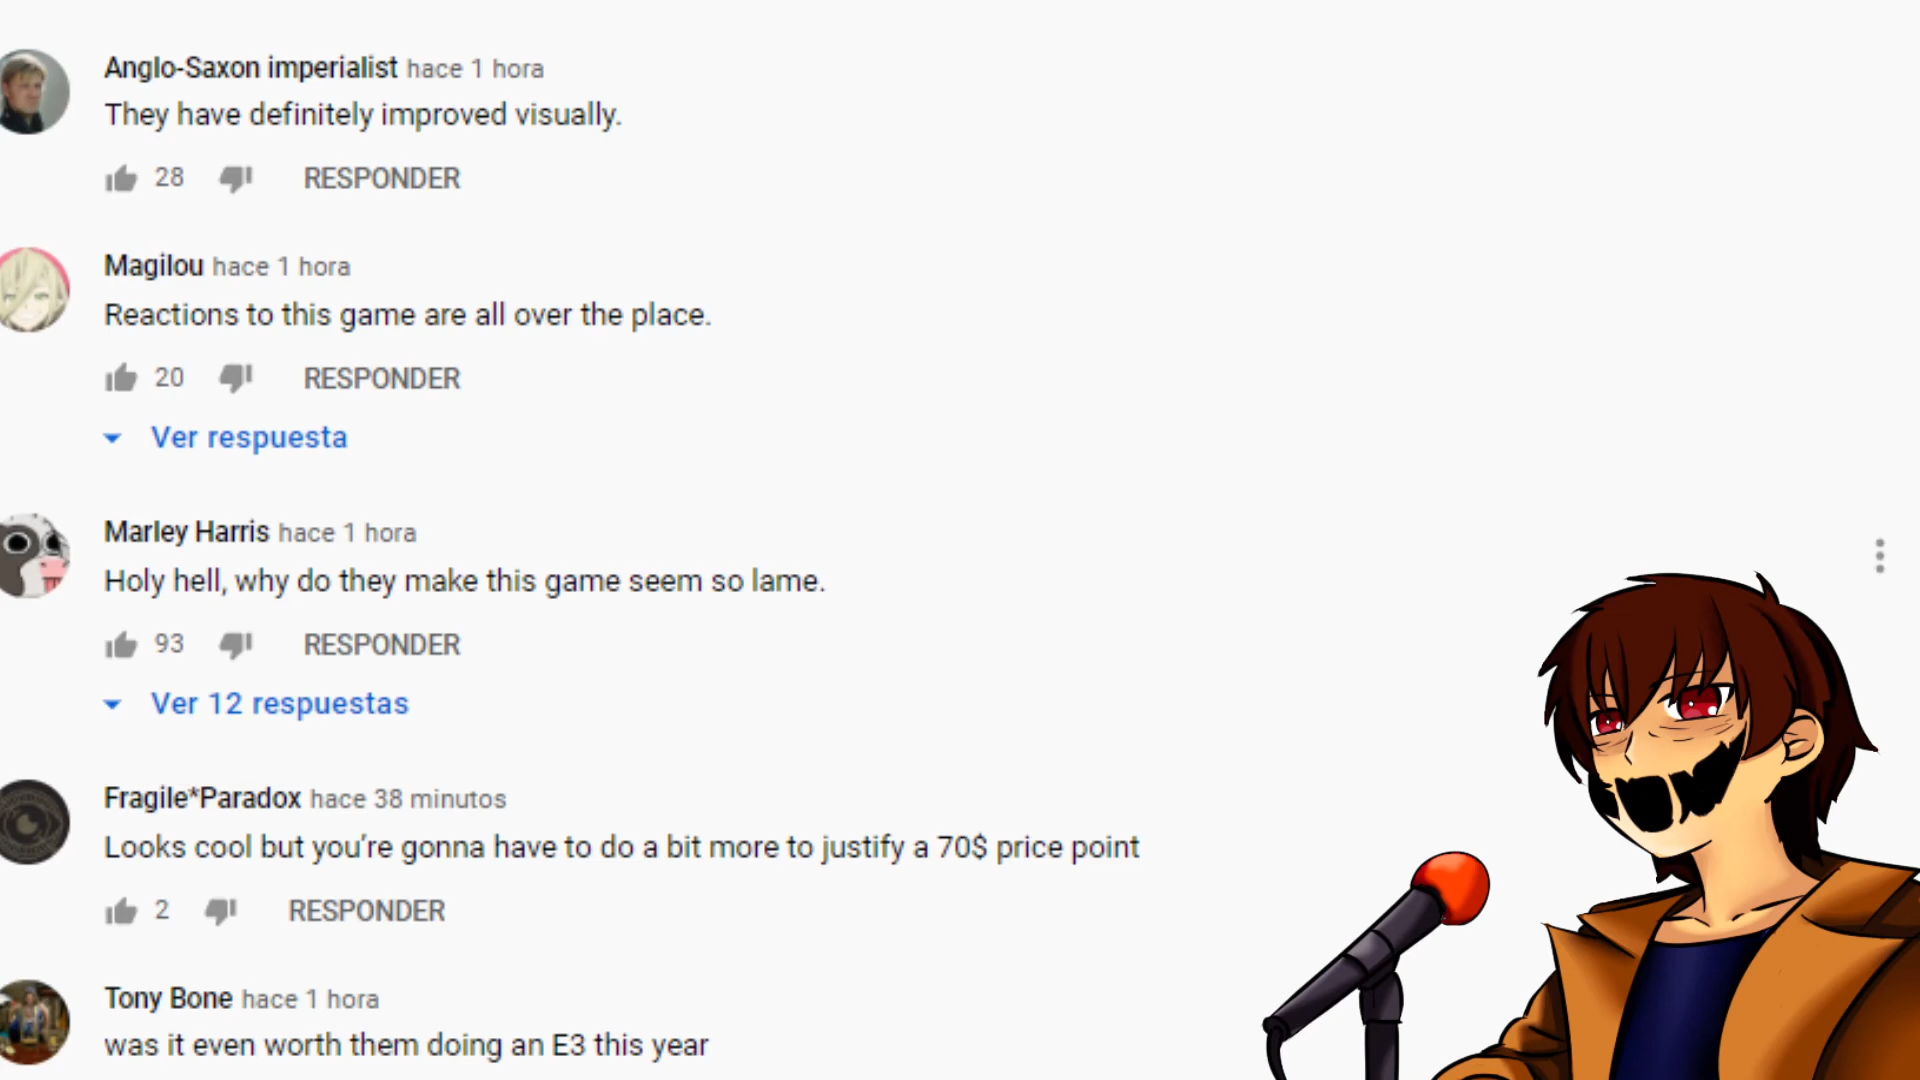 Anglo-Saxon imperialist hace 1 hora
They have definitely improved visually.
28 RESPONDER
Magilou hace 1 hora
Reactions to this game are all over the place.
20 RESPONDER
Ver respuesta
Marley Harris hace 1 hora
Holy hell, why do they make this game seem so lame.
93 RESPONDER
Ver 12 respuestas
Fragile*Paradox hace 38 minutos
Looks cool but you’re gonna have to do a bit more to justify a 70$ price point
2 RESPONDER
Tony Bone hace 1 hora
was it even worth them doing an E3 this year